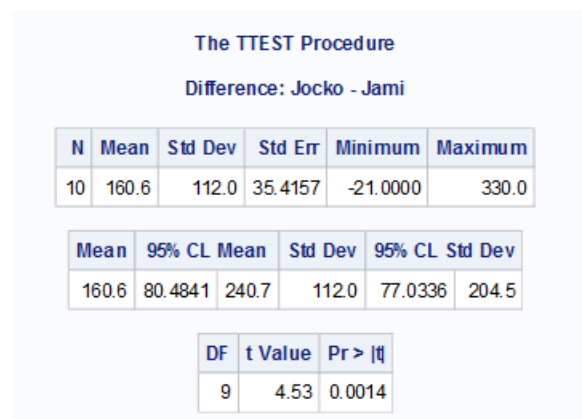 The TTEST Procedure
Difference: Jocko - Jami
N Mean Std Dev Std Err Minimum Maximum
10 160.6 112.0 35.4157 -21.0000 330.0
Mean 95% CL Mean Std Dev 95% CL Std Dev
160.6 80.4841 240.7 112.0 77.0336 204.5
DF t Value Pr > |t|
9 4.53 0.0014